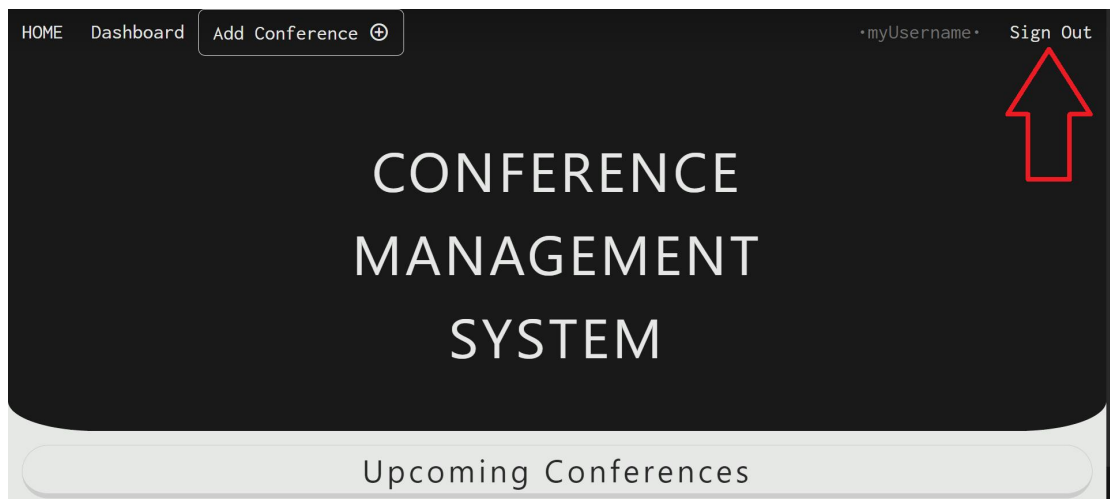 HOME Dashboard Add Conference ⊕ •myUsername• Sign Out
CONFERENCE
MANAGEMENT
SYSTEM
Upcoming Conferences